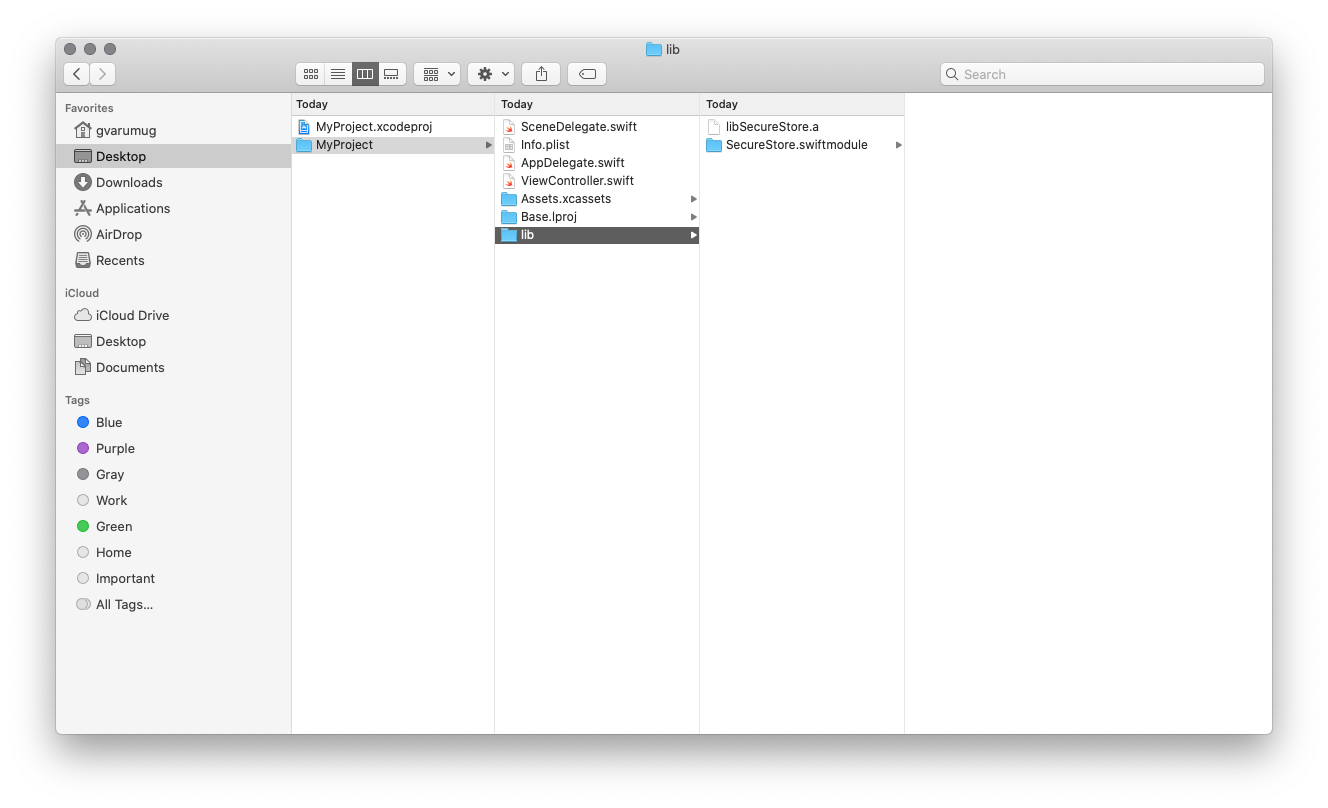 lib
Search
Favorites
gvarumug
Desktop
Downloads
Applications
AirDrop
Recents
iCloud
iCloud Drive
Desktop
Documents
Tags
Blue
Purple
Gray
Work
Green
Home
Important
All Tags...
Today
MyProject.xcodeproj
MyProject
Today
SceneDelegate.swift
Info.plist
AppDelegate.swift
ViewController.swift
Assets.xcassets
Base.lproj
lib
Today
libSecureStore.a
SecureStore.swiftmodule